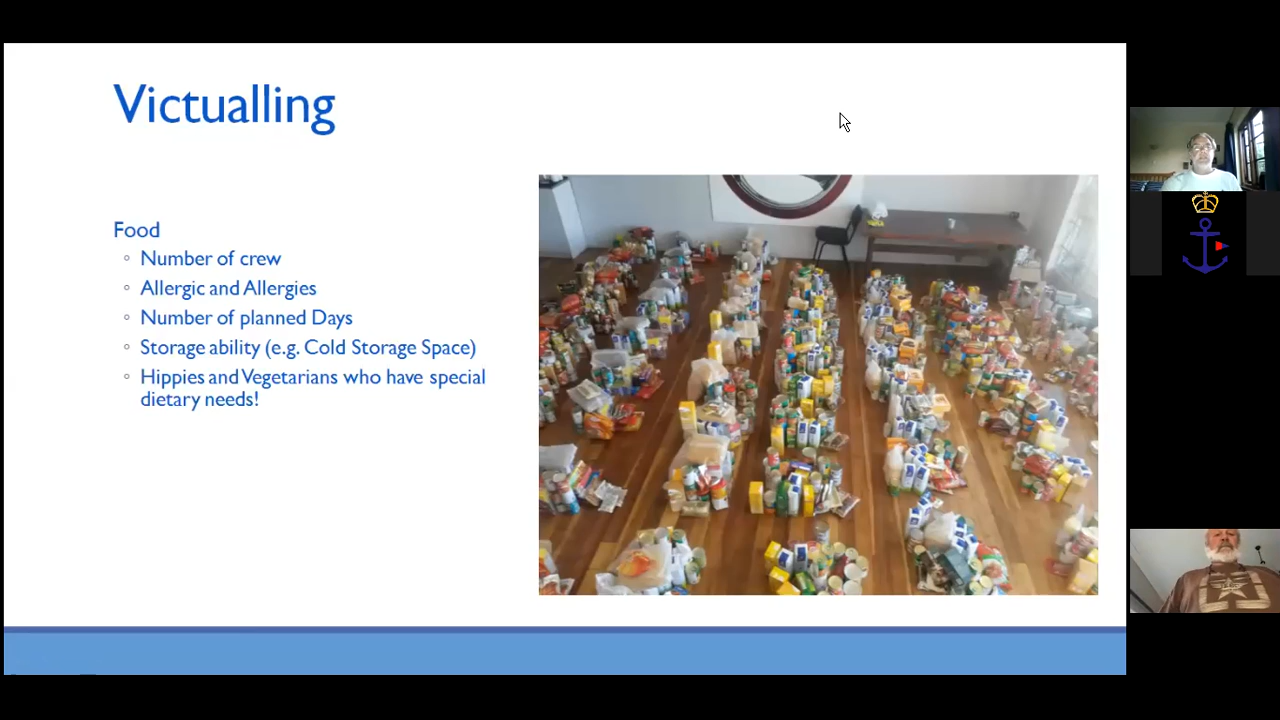 Victualling
Food
Number of crew
Allergic and Allergies
Number of planned Days
Storage ability (e.g. Cold Storage Space)
Hippies and Vegetarians who have special
dietary needs!